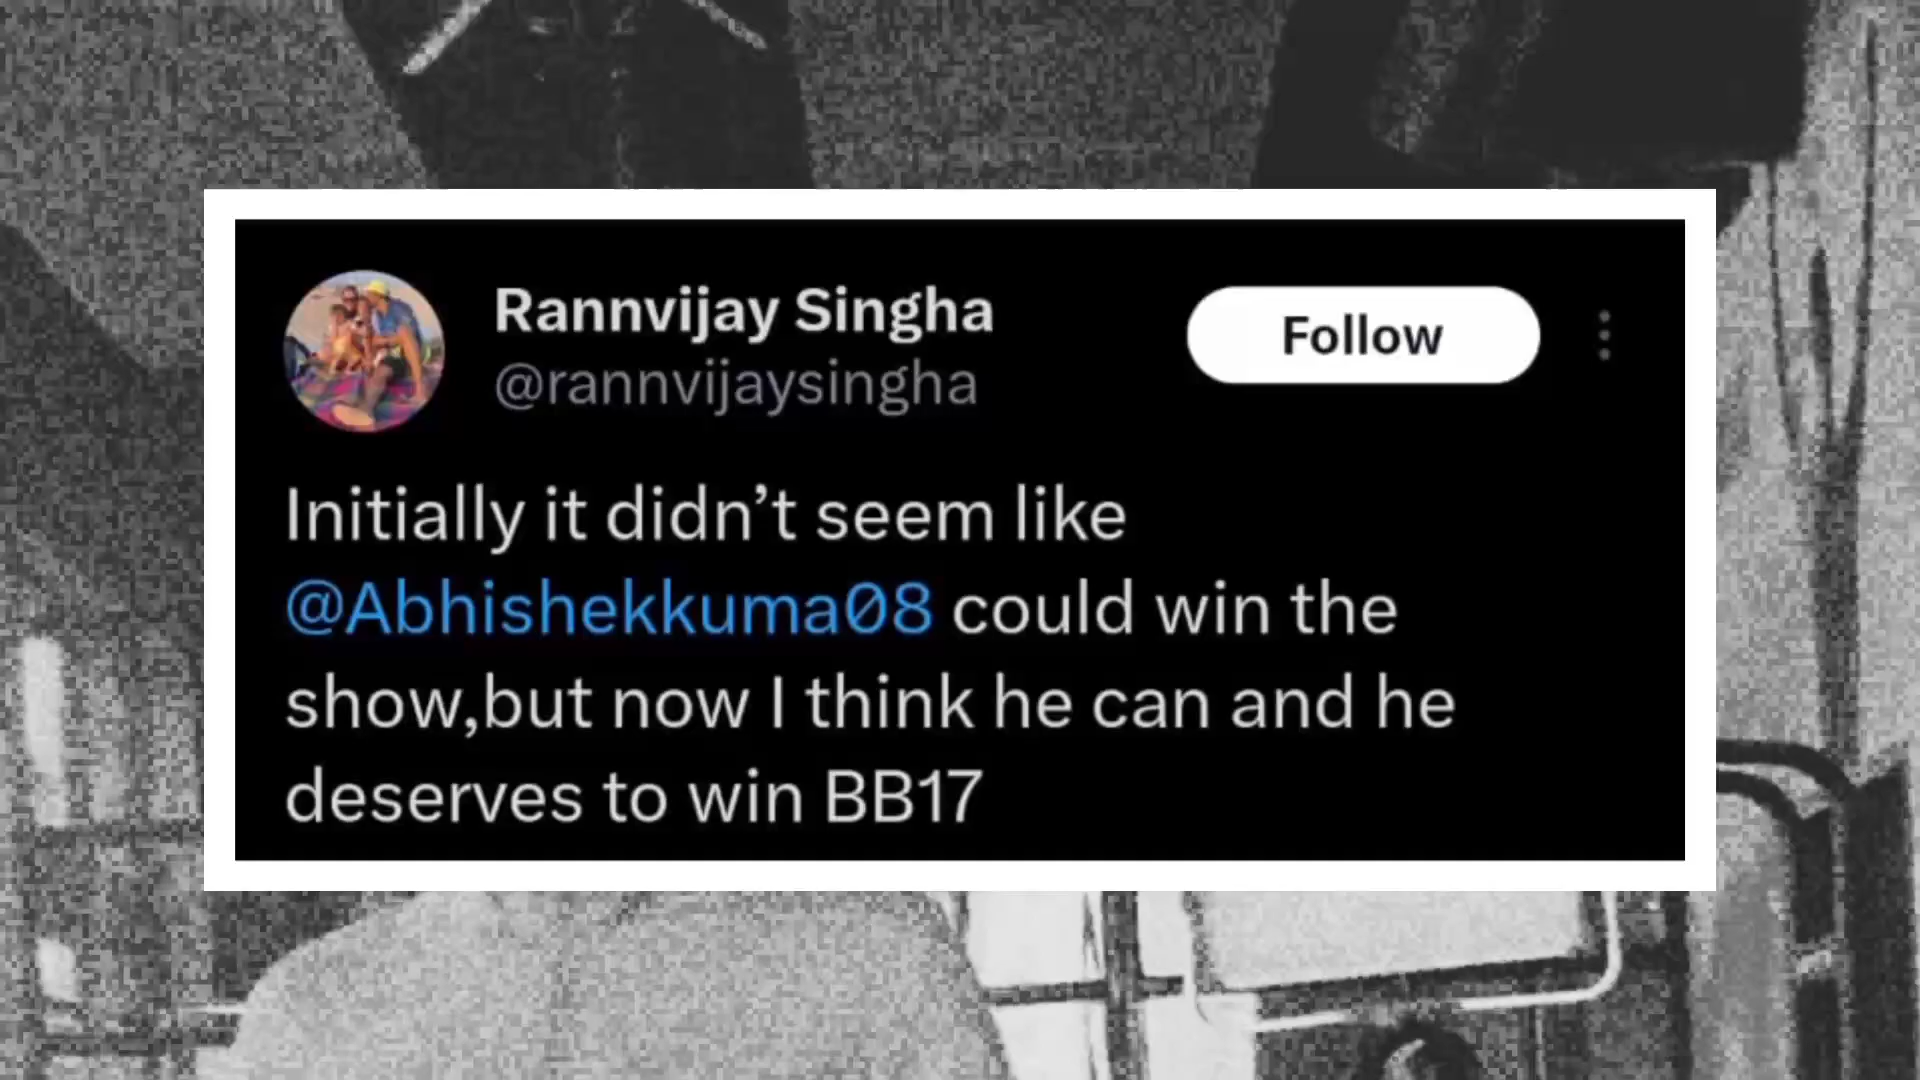 Rannvijay Singha
Follow
@rannvijaysingha
Initially it didn’t seem like
@Abhishekkuma08 could win the
show,but now I think he can and he
deserves to win BB17